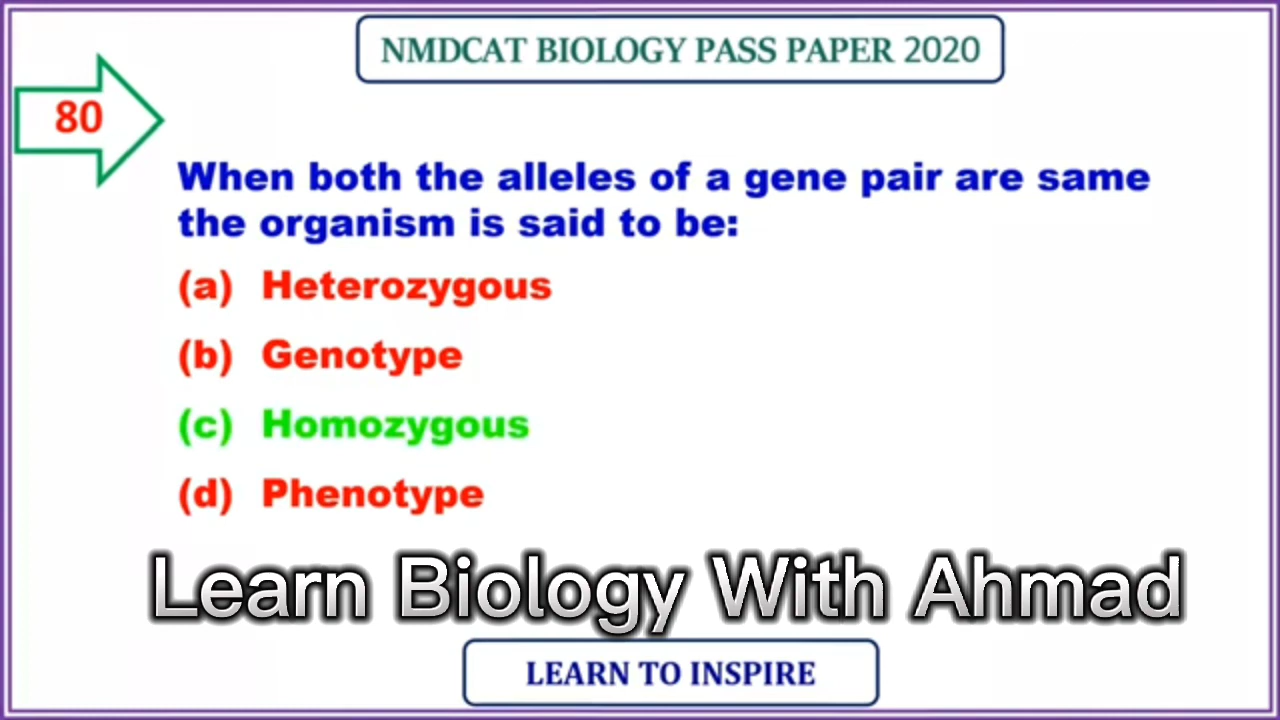 NMDCAT BIOLOGY PASS PAPER 2020
80
When both the alleles of a gene pair are same
the organism is said to be:
(a) Heterozygous
(b) Genotype
(c) Homozygous
(d) Phenotype
Learn Biology With Ahmad
LEARN TO INSPIRE